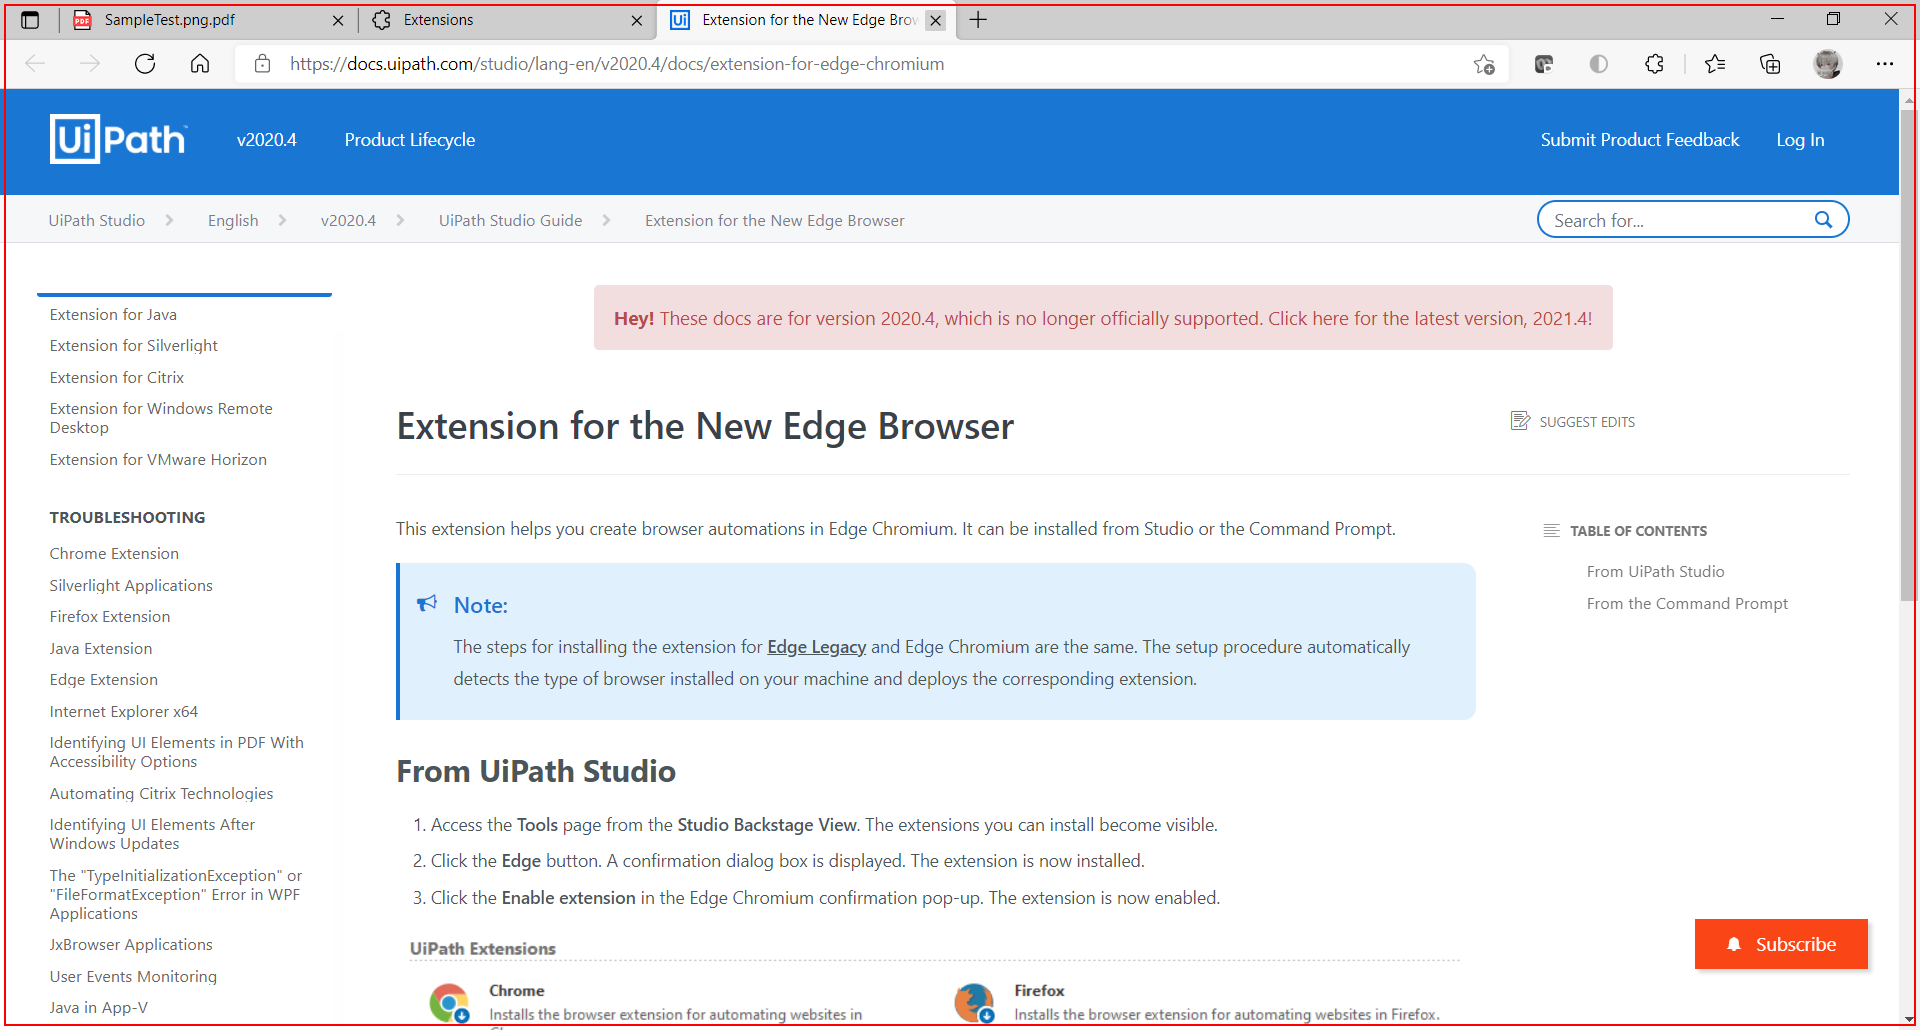 SampleTest.png.pdf
Extensions
Extension for the New Edge Brow
https://docs.uipath.com/studio/lang-en/v2020.4/docs/extension-for-edge-chromium
UiPath
v2020.4
Product Lifecycle
Submit Product Feedback
Log In
UiPath Studio
English
v2020.4
UiPath Studio Guide
Extension for the New Edge Browser
Search for...
Extension for Java
Extension for Silverlight
Extension for Citrix
Extension for Windows Remote
Desktop
Extension for VMware Horizon
TROUBLESHOOTING
Chrome Extension
Silverlight Applications
Firefox Extension
Java Extension
Edge Extension
Internet Explorer x64
Identifying UI Elements in PDF With
Accessibility Options
Automating Citrix Technologies
Identifying UI Elements After
Windows Updates
The "TypeInitializationException" or
"FileFormatException" Error in WPF
Applications
JxBrowser Applications
User Events Monitoring
Java in App-V
Hey! These docs are for version 2020.4, which is no longer officially supported. Click here for the latest version, 2021.4!
Extension for the New Edge Browser
SUGGEST EDITS
This extension helps you create browser automations in Edge Chromium. It can be installed from Studio or the Command Prompt.
Note:
The steps for installing the extension for Edge Legacy and Edge Chromium are the same. The setup procedure automatically
detects the type of browser installed on your machine and deploys the corresponding extension.
From UiPath Studio
1. Access the Tools page from the Studio Backstage View. The extensions you can install become visible.
2. Click the Edge button. A confirmation dialog box is displayed. The extension is now installed.
3. Click the Enable extension in the Edge Chromium confirmation pop-up. The extension is now enabled.
UiPath Extensions
Chrome
Installs the browser extension for automating websites in
Firefox
Installs the browser extension for automating websites in Firefox.
TABLE OF CONTENTS
From UiPath Studio
From the Command Prompt
Subscribe